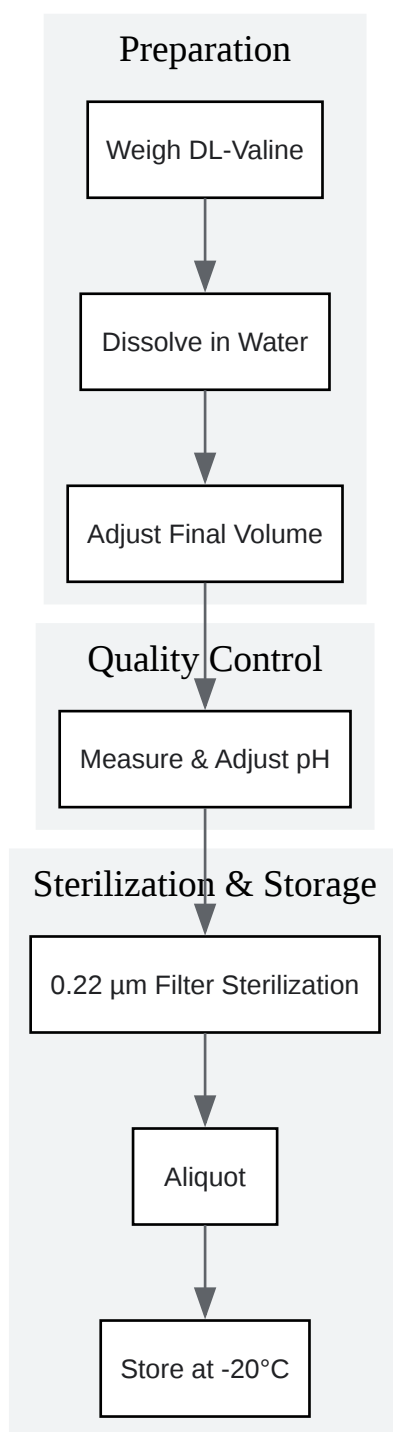 Preparation
Weigh DL-Valine
Dissolve in Water
Adjust Final Volume
Quality Control
Measure & Adjust pH
Sterilization & Storage
0.22 µm Filter Sterilization
Aliquot
Store at -20°C